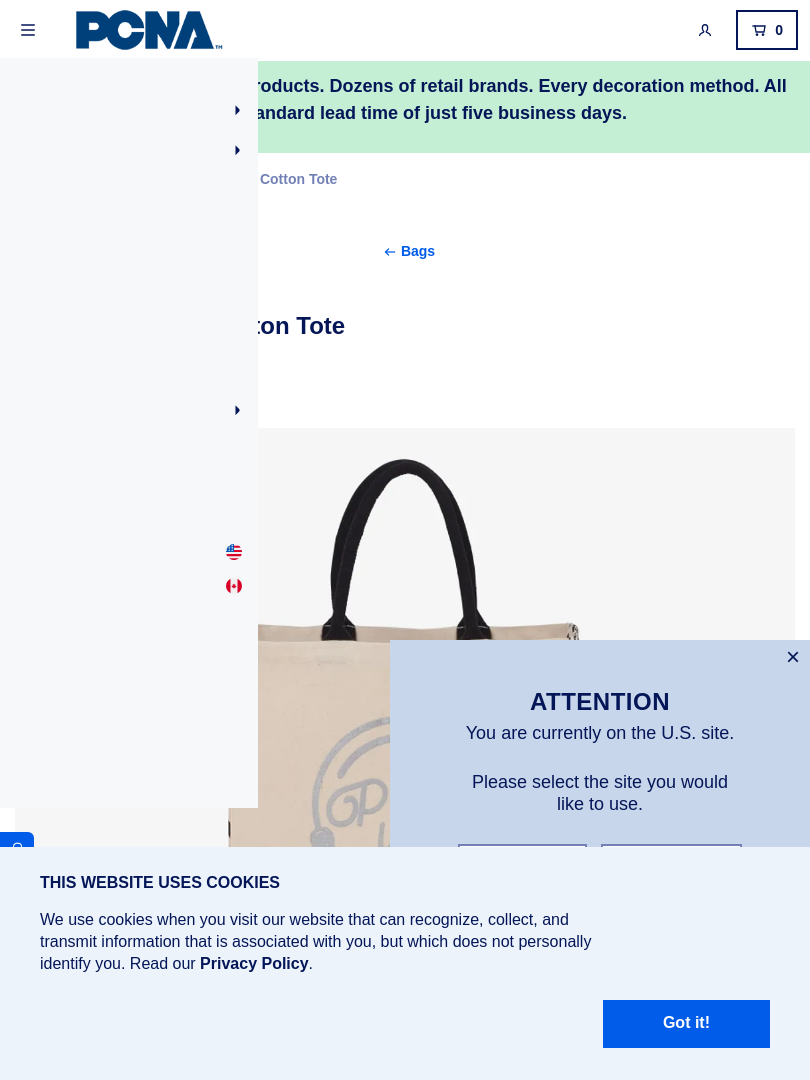 PCNA™
0
roducts. Dozens of retail brands. Every decoration method. All
andard lead time of just five business days.
Cotton Tote
← Bags
ton Tote
ATTENTION
You are currently on the U.S. site.
Please select the site you would
like to use.
THIS WEBSITE USES COOKIES
We use cookies when you visit our website that can recognize, collect, and
transmit information that is associated with you, but which does not personally
identify you. Read our Privacy Policy.
Got it!